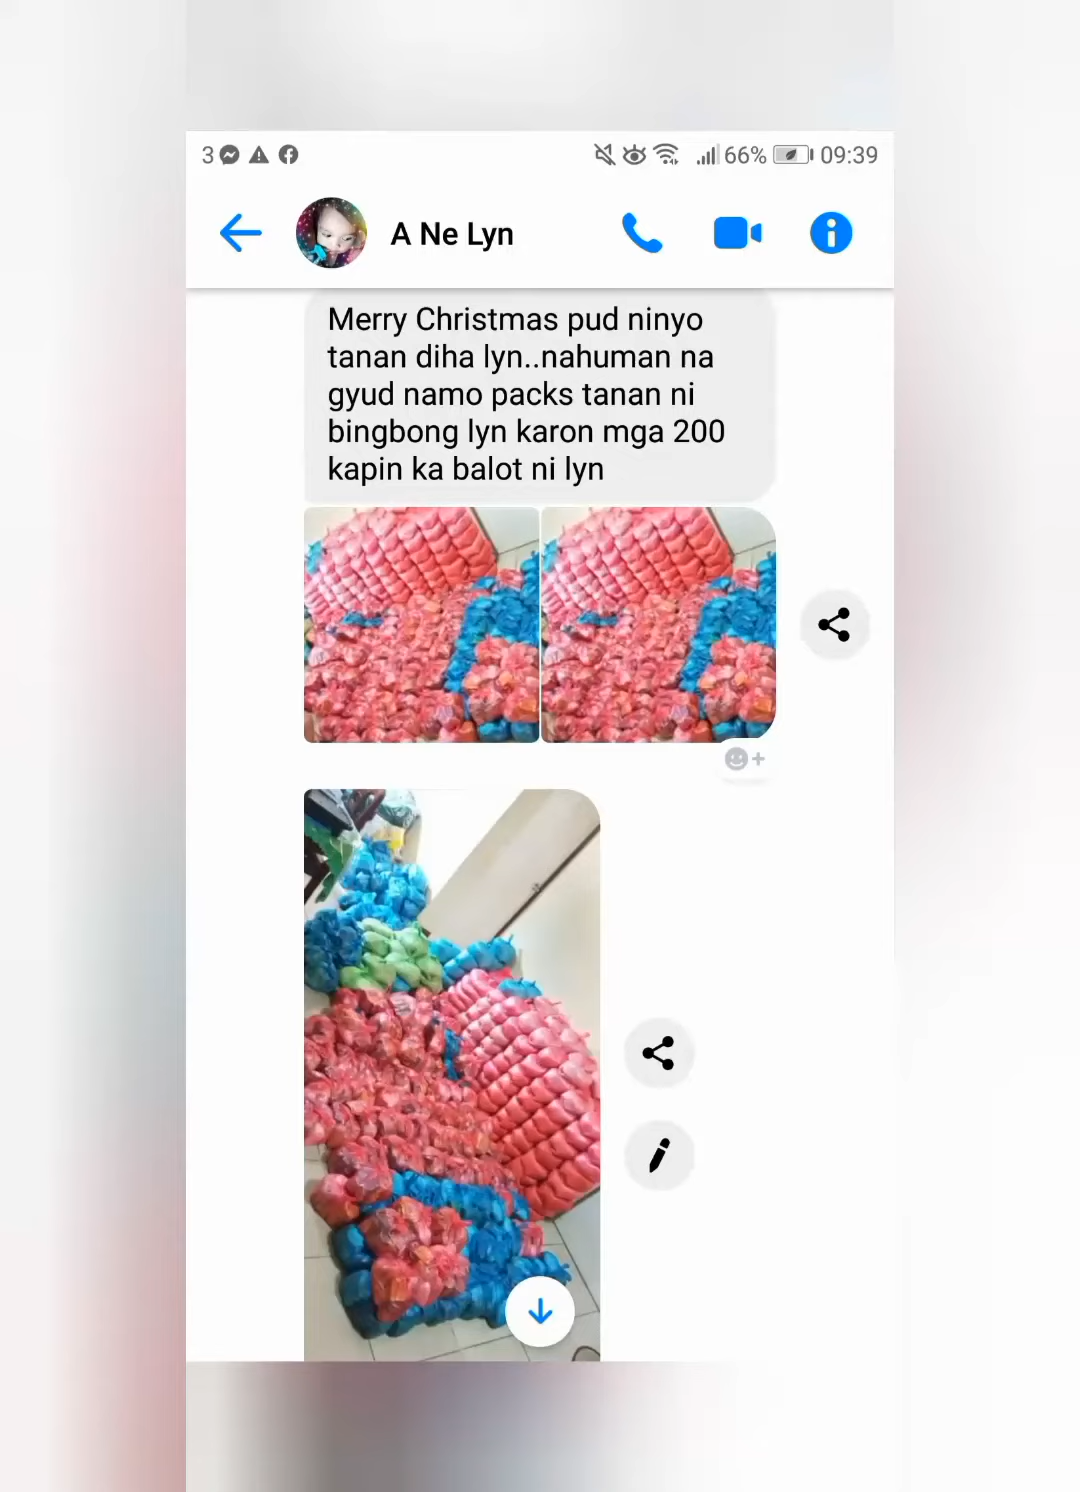 3 66% 09:39
A Ne Lyn
Merry Christmas pud ninyo
tanan diha lyn..nahuman na
gyud namo packs tanan ni
bingbong lyn karon mga 200
kapin ka balot ni lyn